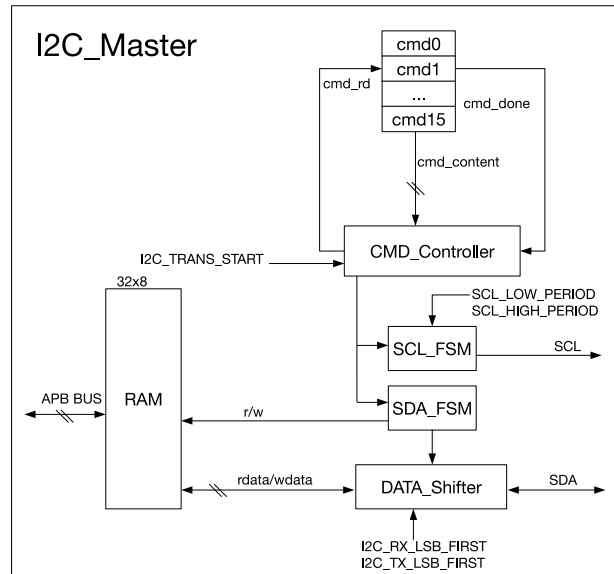 I2C_Master
cmd0
cmd1
...
cmd15
cmd_rd
cmd_done
cmd_content
CMD_Controller
I2C_TRANS_START
32x8
SCL_LOW_PERIOD
SCL_HIGH_PERIOD
SCL_FSM
SCL
APB BUS
RAM
r/w
SDA_FSM
rdata/wdata
DATA_Shifter
SDA
I2C_RX_LSB_FIRST
I2C_TX_LSB_FIRST